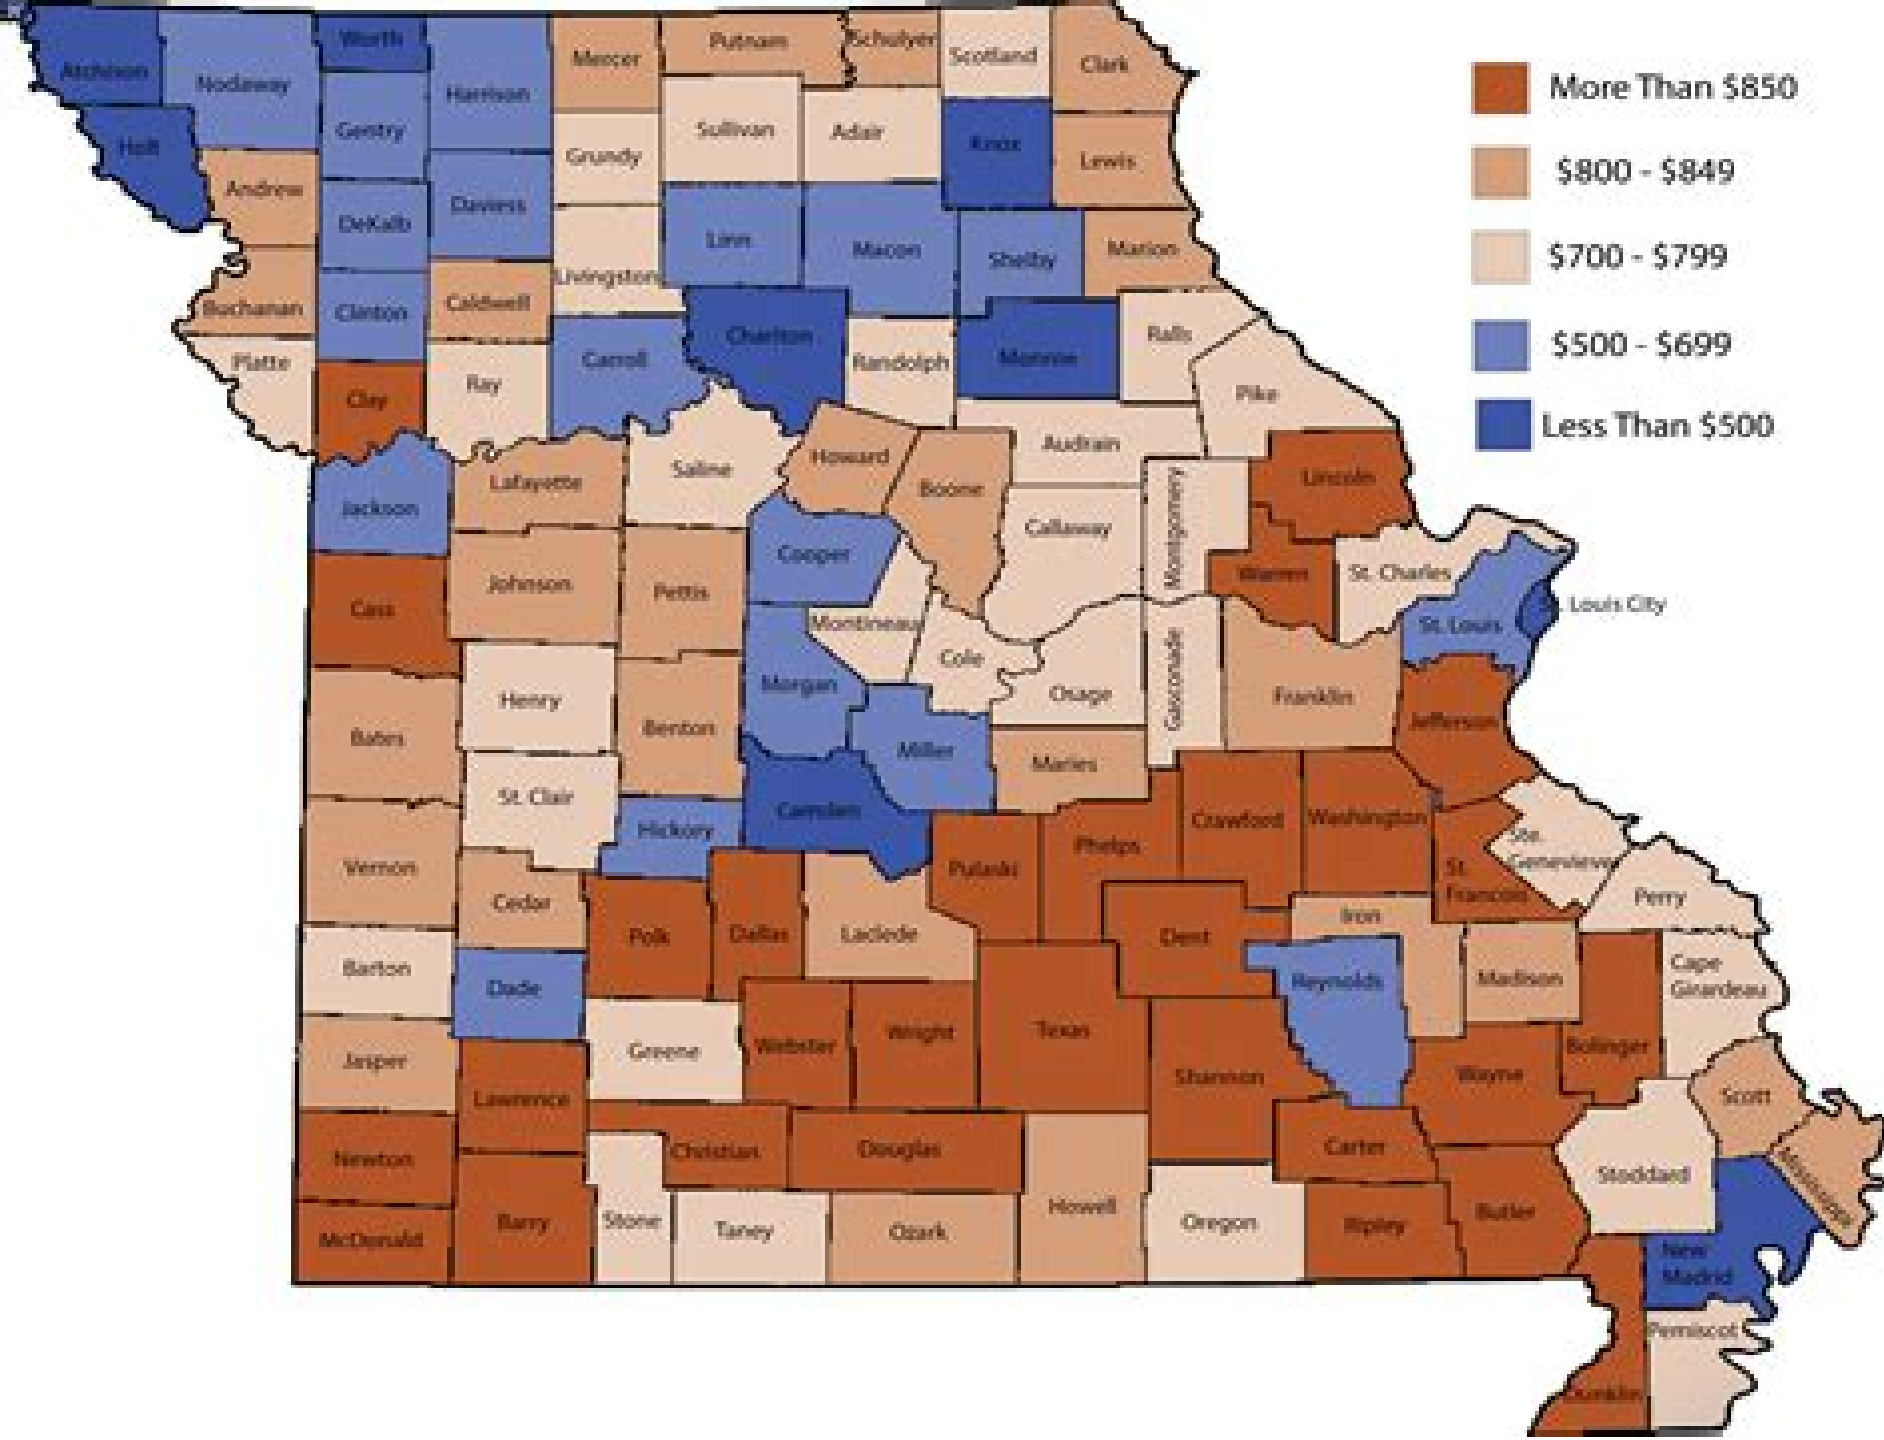 Atchison
Nodaway
Worth
Harrison
Mercer
Putnam
Schulyer
Scotland
Clark
Gentry
Holt
Sullivan
Adair
Knox
Lewis
Grundy
Andrew
DeKalb
Daviess
Linn
Macon
Shelby
Marion
Livingston
Buchanan
Clinton
Caldwell
Chariton
Carroll
Randolph
Monroe
Ralls
Platte
Clay
Ray
Pike
Audrain
Saline
Howard
Boone
Lincoln
Lafayette
Jackson
Callaway
Montgomery
Cooper
Johnson
Pettis
Warren
St. Charles
Cass
Montineau
St. Louis
Louis City
Cole
Osage
Gasconade
Franklin
Henry
Morgan
Jefferson
Bates
Benton
Miller
Maries
St. Clair
Camden
Hickory
Crawford
Washington
Phelps
Ste.
Genevieve
Vernon
Pulaski
St.
Francois
Perry
Cedar
Polk
Dallas
Laclede
Dent
Iron
Barton
Dade
Reynolds
Madison
Cape
Girardeau
Jasper
Greene
Webster
Wright
Texas
Bolinger
Shannon
Wayne
Lawrence
Scott
Newton
Christian
Douglas
Carter
Stoddard
Mississippi
McDonald
Barry
Stone
Taney
Ozark
Howell
Oregon
Ripley
Butler
New
Madrid
Pemiscot
Dunklin
More Than $850
$800 - $849
$700 - $799
$500 - $699
Less Than $500